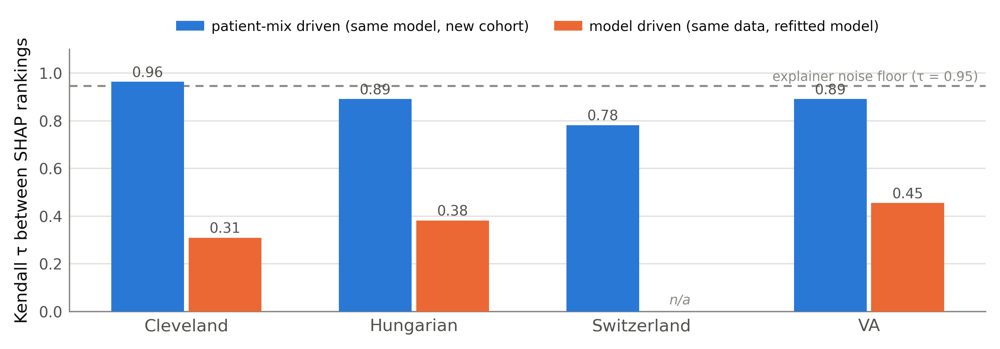 patient-mix driven (same model, new cohort)
model driven (same data, refitted model)
Kendall τ between SHAP rankings
1.0
0.8
0.6
0.4
0.2
0.0
explainer noise floor (τ = 0.95)
0.96
0.31
0.89
0.38
0.78
n/a
0.89
0.45
Cleveland
Hungarian
Switzerland
VA